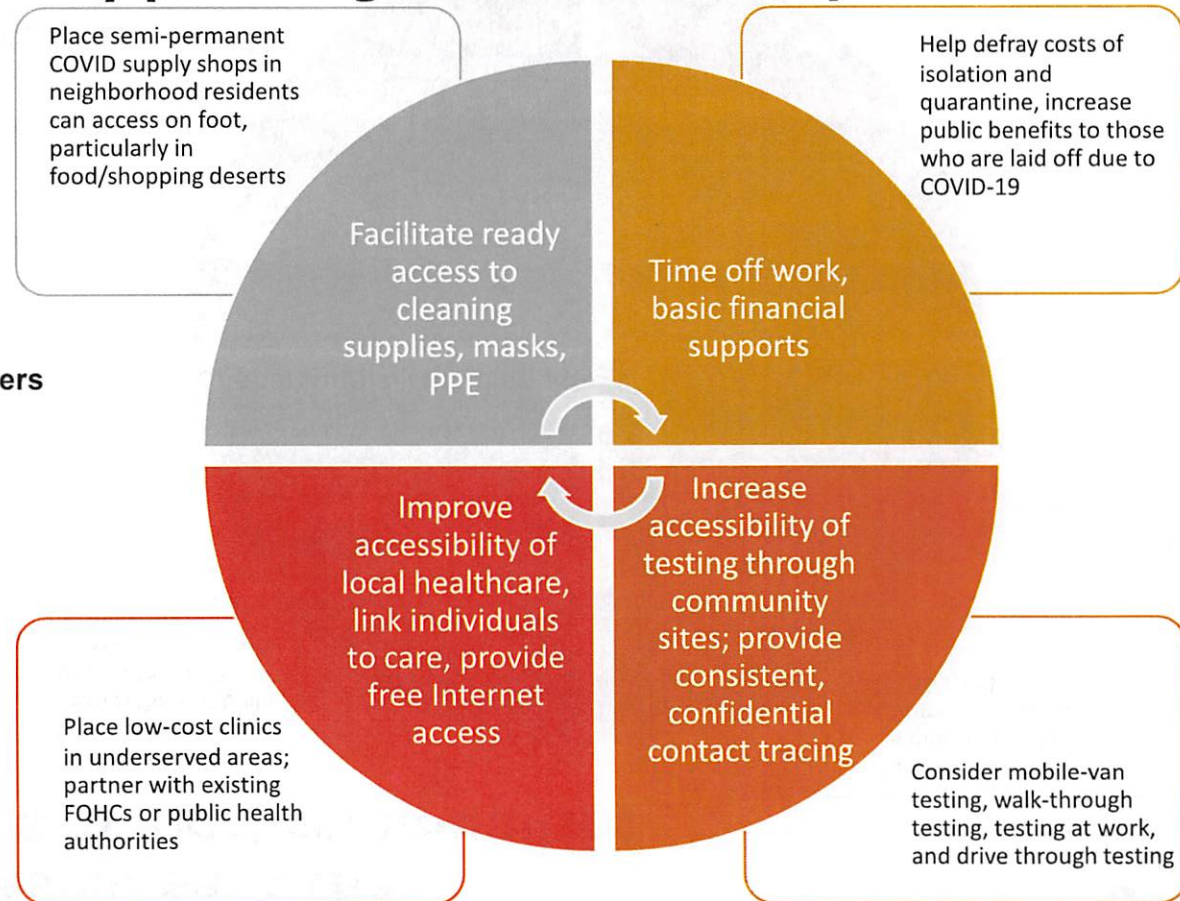 Place semi-permanent
COVID supply shops in
neighborhood residents
can access on foot,
particularly in
food/shopping deserts
Help defray costs of
isolation and
quarantine, increase
public benefits to those
who are laid off due to
COVID-19
Facilitate ready
access to
cleaning
supplies, masks,
PPE
Time off work,
basic financial
supports
ers
Improve
accessibility of
local healthcare,
link individuals
to care, provide
free Internet
access
Increase
accessibility of
testing through
community
sites; provide
consistent,
confidential
contact tracing
Place low-cost clinics
in underserved areas;
partner with existing
FQHCs or public health
authorities
Consider mobile-van
testing, walk-through
testing, testing at work,
and drive through testing